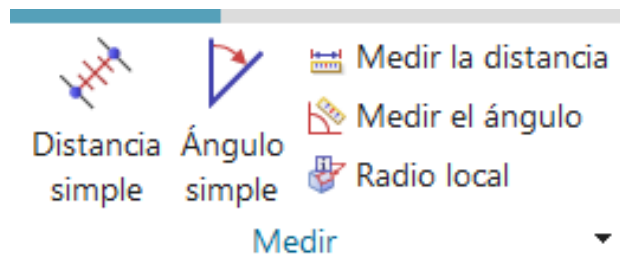 Distancia
simple
Ángulo
simple
Medir la distancia
Medir el ángulo
Radio local
Medir